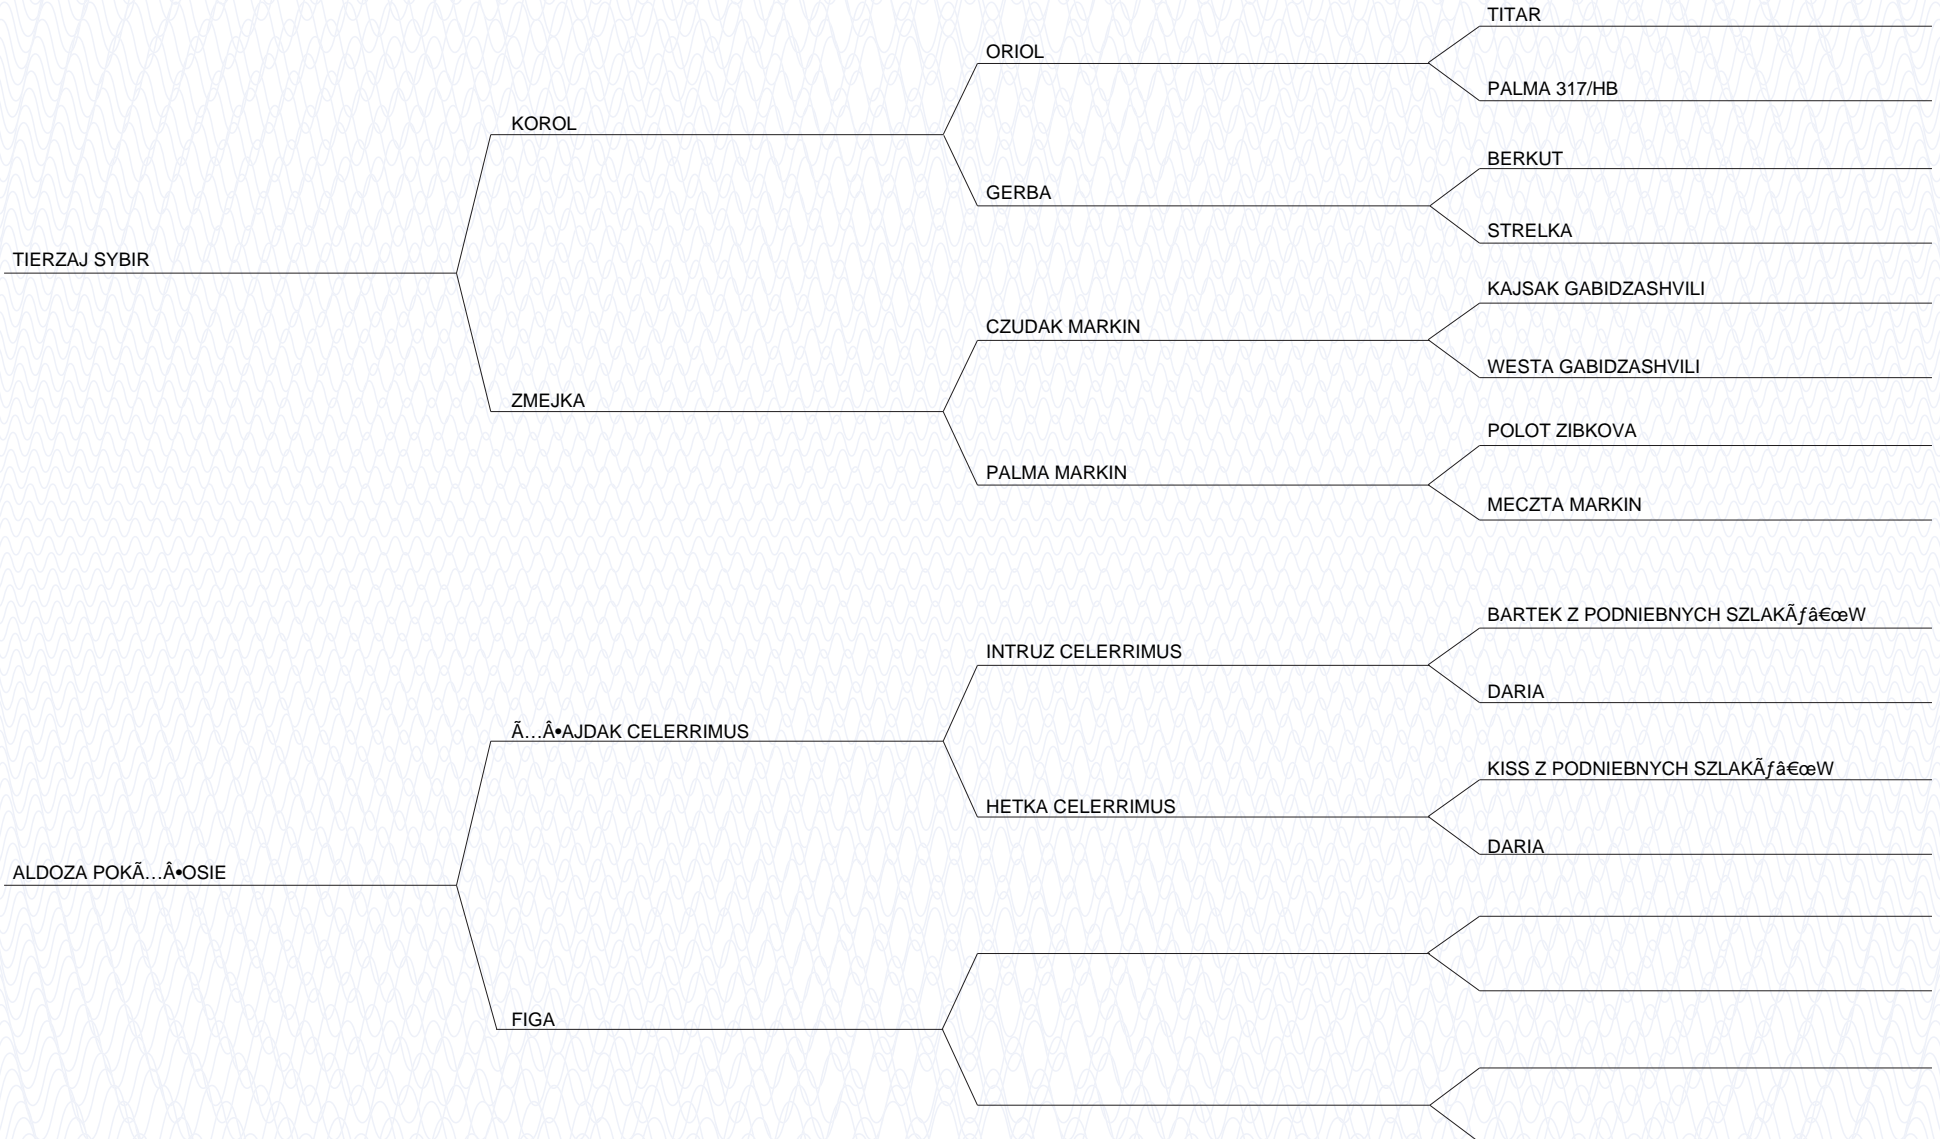 TITAR
ORIOL
PALMA 317/HB
KOROL
BERKUT
GERBA
STRELKA
TIERZAJ SYBIR
KAJSAK GABIDZASHVILI
CZUDAK MARKIN
WESTA GABIDZASHVILI
ZMEJKA
POLOT ZIBKOVA
PALMA MARKIN
MECZTA MARKIN
BARTEK Z PODNIEBNYCH SZLAKÃƒâ€œW
INTRUZ CELERRIMUS
DARIA
Ã…Â•AJDAK CELERRIMUS
KISS Z PODNIEBNYCH SZLAKÃƒâ€œW
HETKA CELERRIMUS
DARIA
ALDOZA POKÃ…Â•OSIE
FIGA